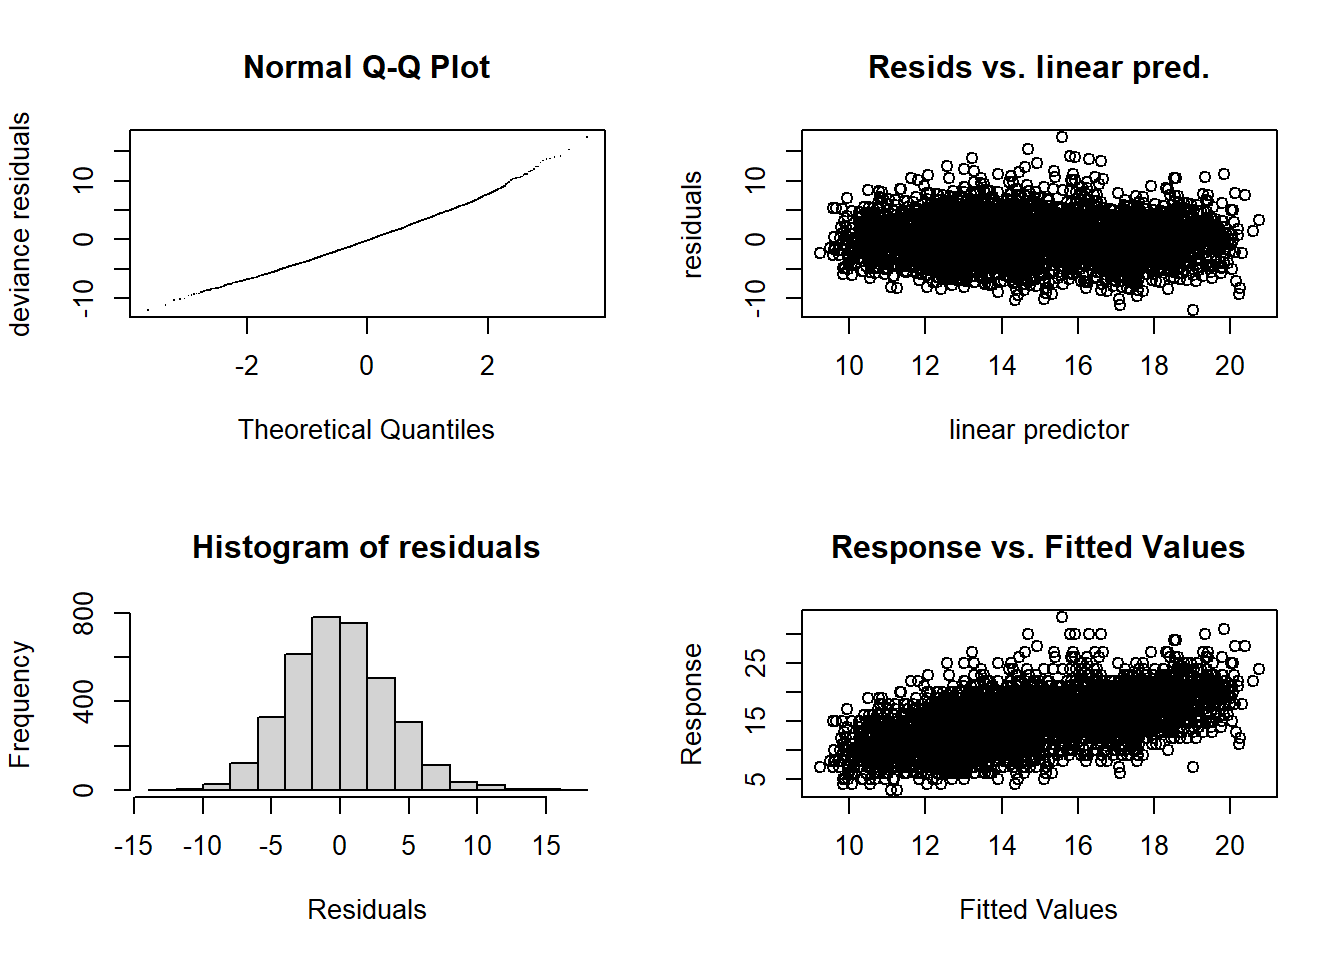 Normal Q-Q Plot
deviance residuals
-10 0 10
-2 0 2
Theoretical Quantiles
Resids vs. linear pred.
residuals
-10 0 10
10 12 14 16 18 20
linear predictor
Histogram of residuals
Frequency
0 400 800
-15 -10 -5 0 5 10 15
Residuals
Response vs. Fitted Values
Response
5 15 25
10 12 14 16 18 20
Fitted Values